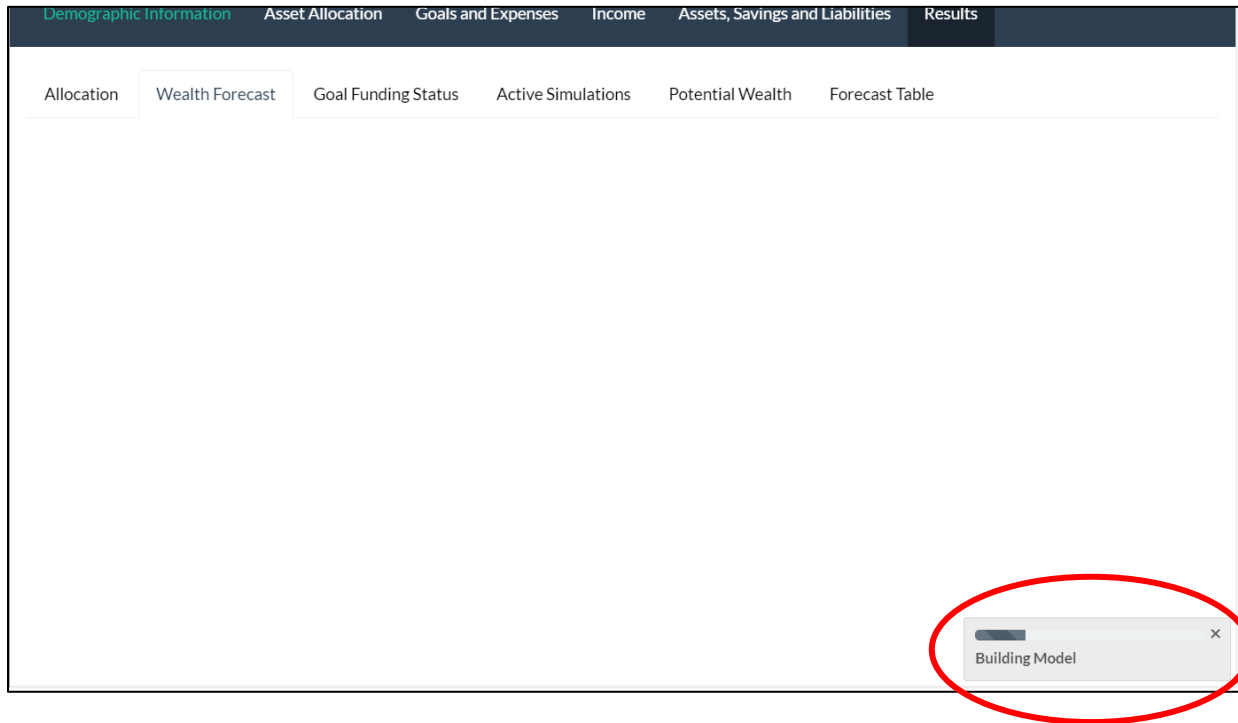 Demographic Information Asset Allocation Goals and Expenses Income Assets, Savings and Liabilities Results
Allocation Wealth Forecast Goal Funding Status Active Simulations Potential Wealth Forecast Table
×
Building Model